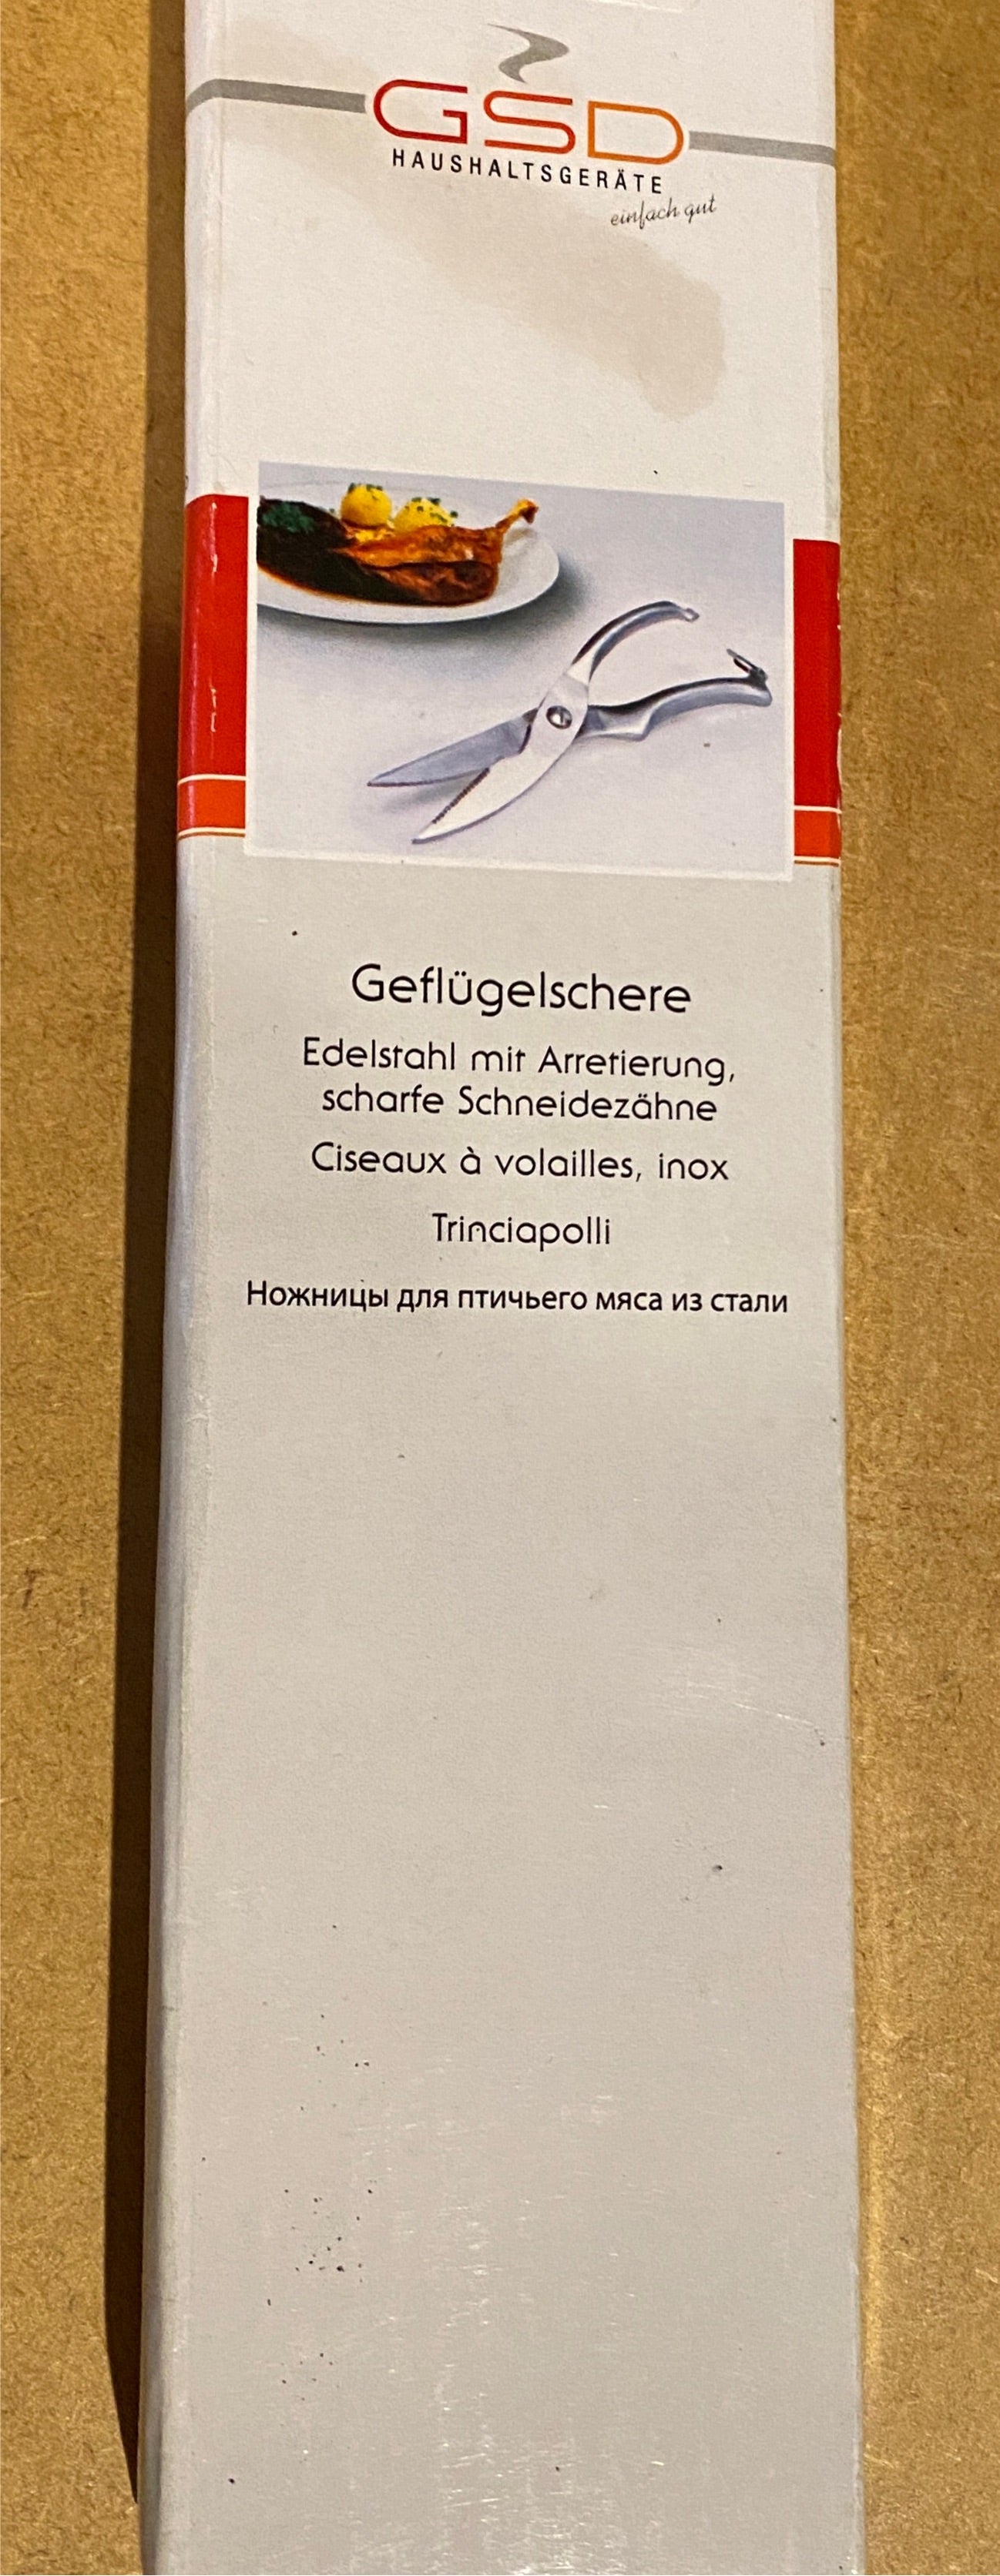 GSD
HAUSHALTSGERÄTE
einfach gut
Geflügelschere
Edelstahl mit Arretierung,
scharfe Schneidezähne
Ciseaux à volailles, inox
Trinciapolli
Ножницы для птичьего мяса из стали